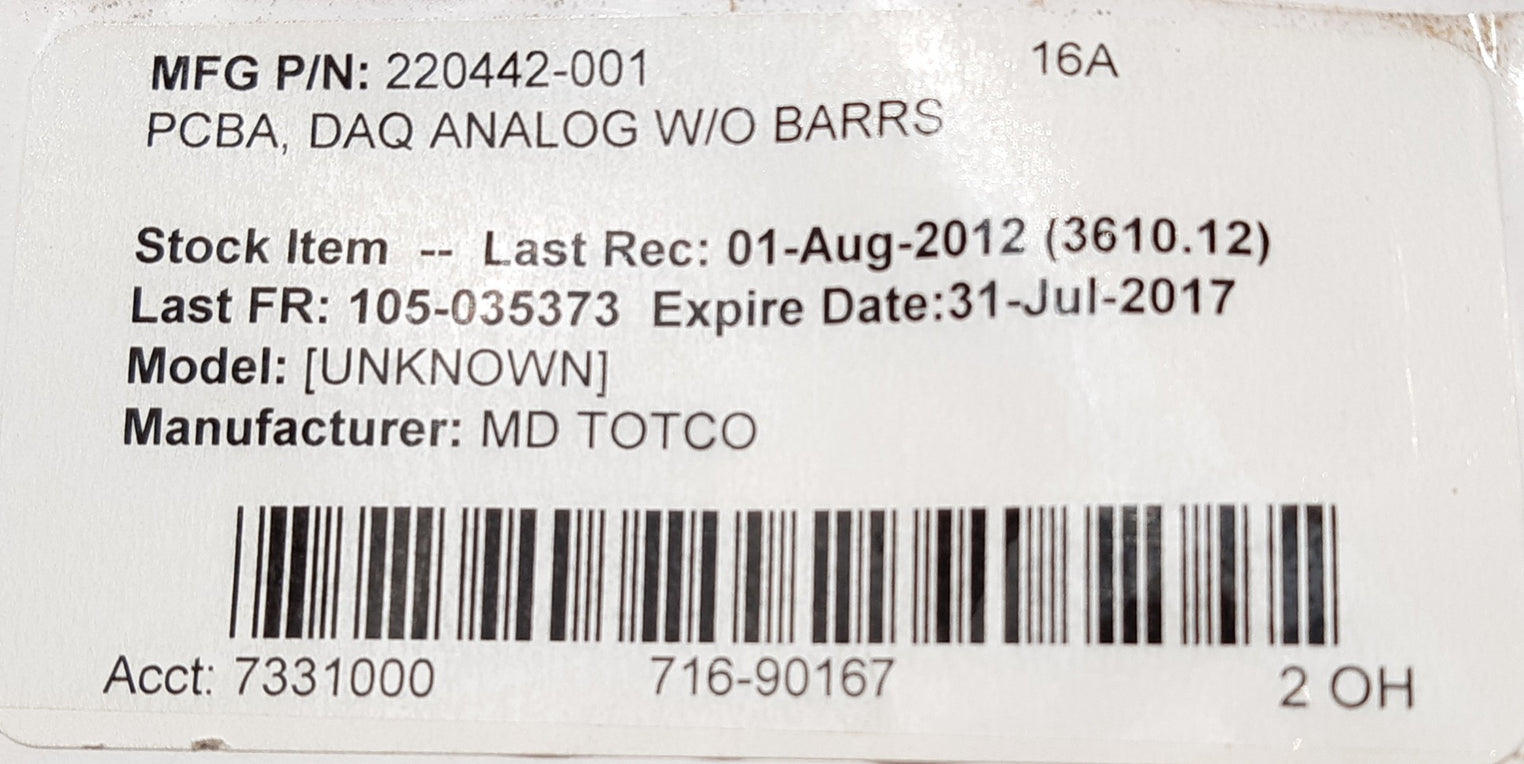 MFG P/N: 220442-001 16A
PCBA, DAQ ANALOG W/O BARRS
Stock Item -- Last Rec: 01-Aug-2012 (3610.12)
Last FR: 105-035373 Expire Date:31-Jul-2017
Model: [UNKNOWN]
Manufacturer: MD TOTCO
Acct: 7331000 716-90167 2 OH